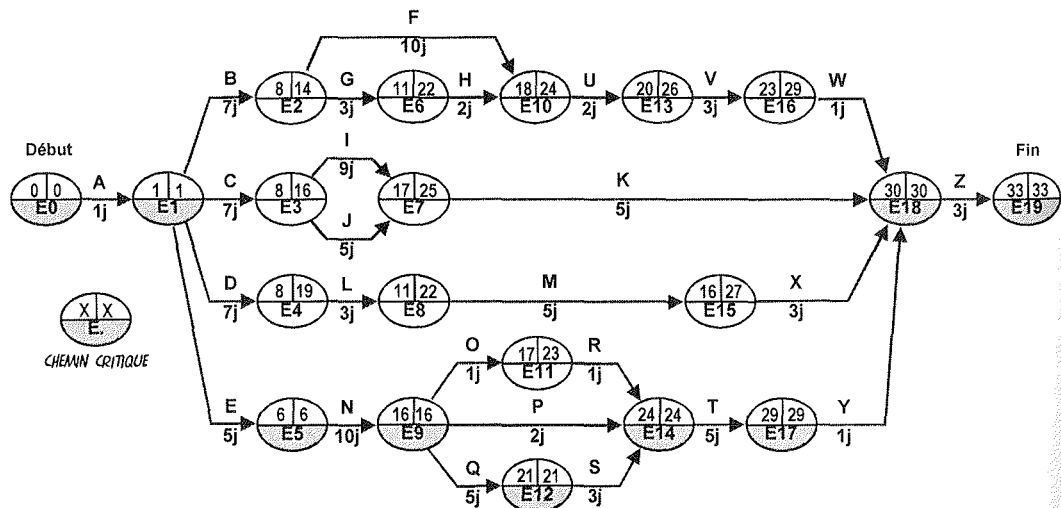 F
10j
B
7j
8 14
E2
G
3j
11 22
E6
H
2j
18 24
E10
U
2j
20 26
E13
V
3j
23 29
E16
W
1j
Début
0 0
E0
A
1j
1 1
E1
C
7j
8 16
E3
I
9j
J
5j
17 25
E7
K
5j
30 30
E18
Z
3j
Fin
33 33
E19
D
7j
8 19
E4
L
3j
11 22
E8
M
5j
16 27
E15
X
3j
X X
E.
CHEMIN CRITIQUE
E
5j
6 6
E5
N
10j
16 16
E9
O
1j
17 23
E11
R
1j
P
2j
24 24
E14
T
5j
29 29
E17
Y
1j
Q
5j
21 21
E12
S
3j